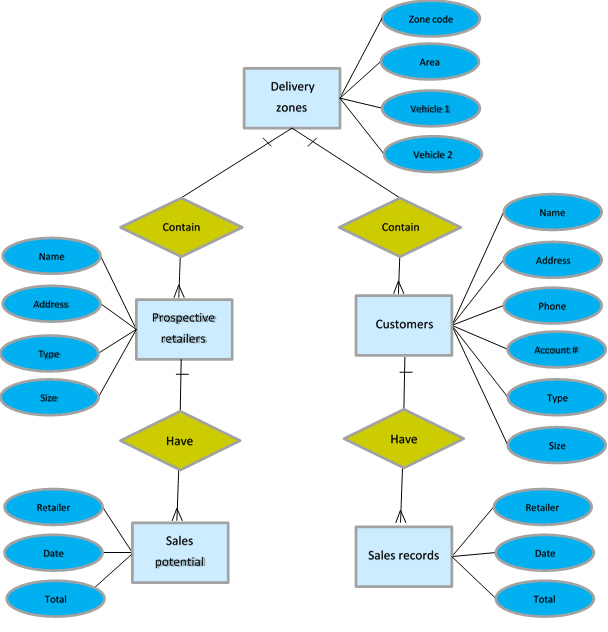 Zone code
Area
Delivery
zones
Vehicle 1
Vehicle 2
Contain
Contain
Name
Address
Type
Size
Prospective
retailers
Customers
Name
Address
Phone
Account #
Type
Size
Have
Have
Retailer
Date
Total
Sales
potential
Sales records
Retailer
Date
Total